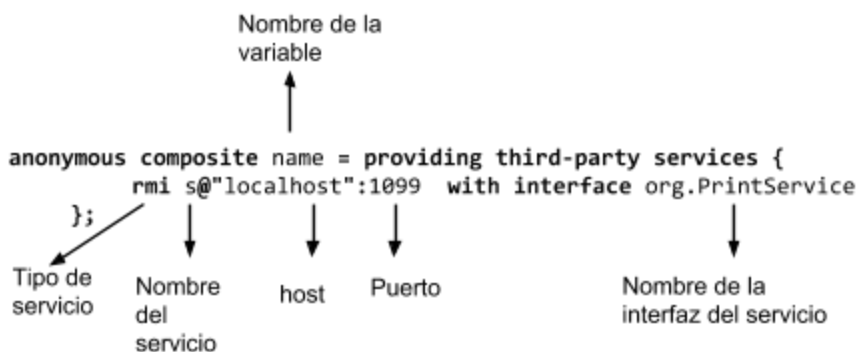 Nombre de la
variable
anonymous composite name = providing third-party services {
rmi s@"localhost":1099 with interface org.PrintService
};
Tipo de
servicio
Nombre
del
servicio
host
Puerto
Nombre de la
interfaz del servicio